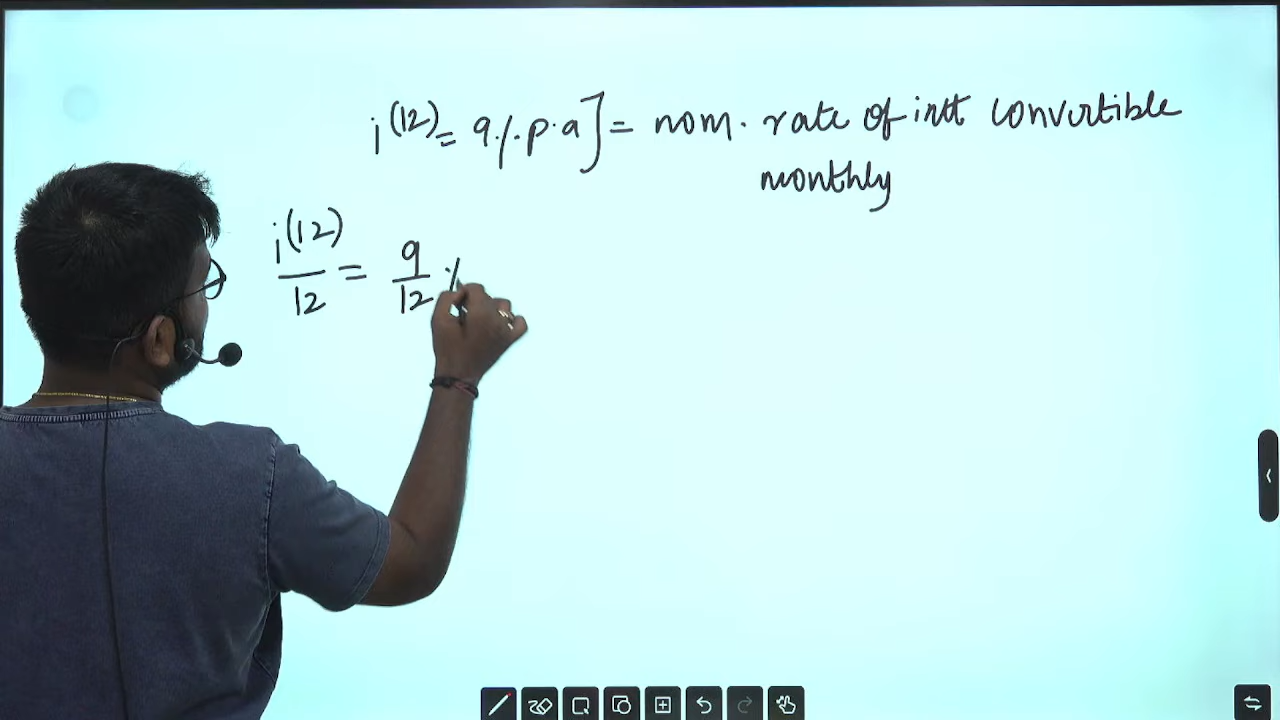 i(12) = 9%. p.a] = nom. rate of intt convertible
monthly
i(12)/12 = 9/12 %